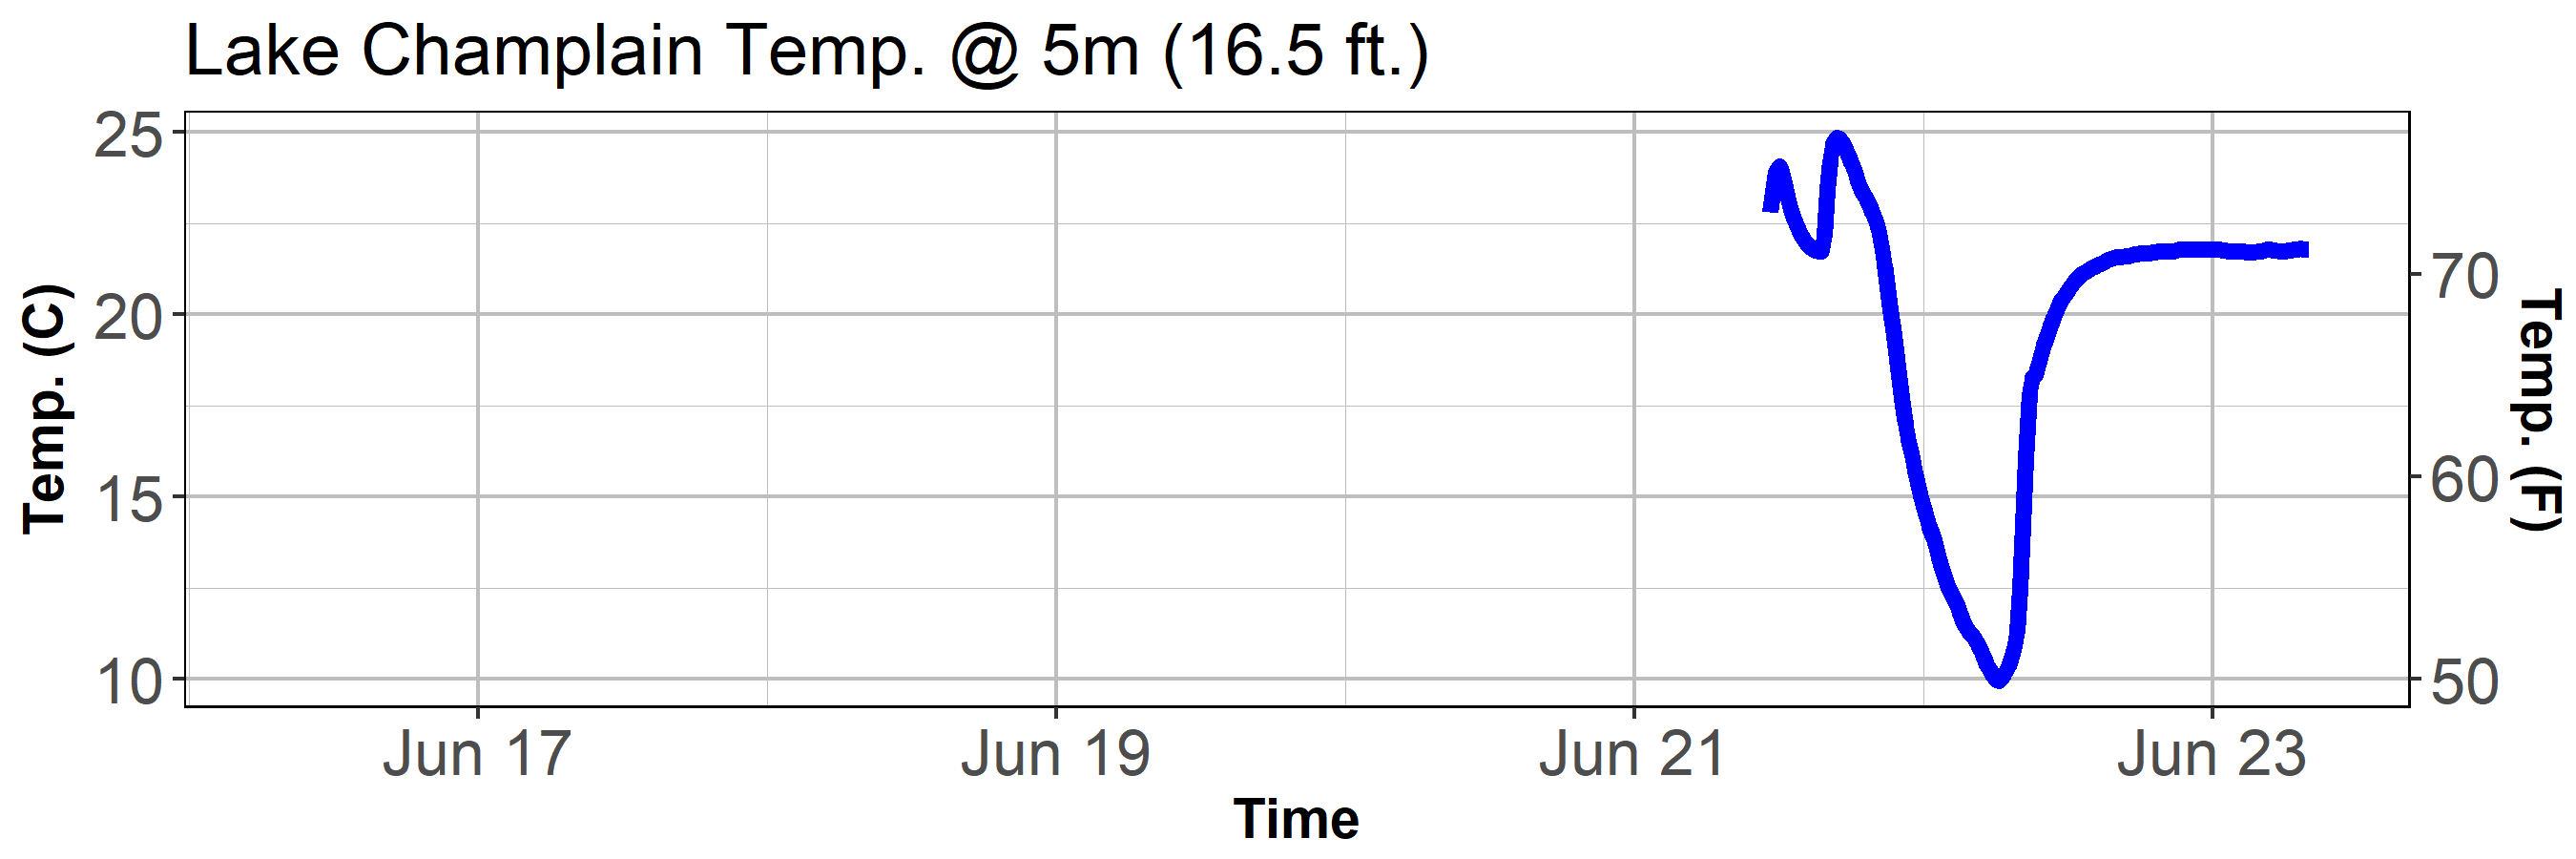 Lake Champlain Temp. @ 5m (16.5 ft.)
25
20
15
10
Temp. (C)
70
60
50
Temp. (F)
Jun 17
Jun 19
Jun 21
Jun 23
Time